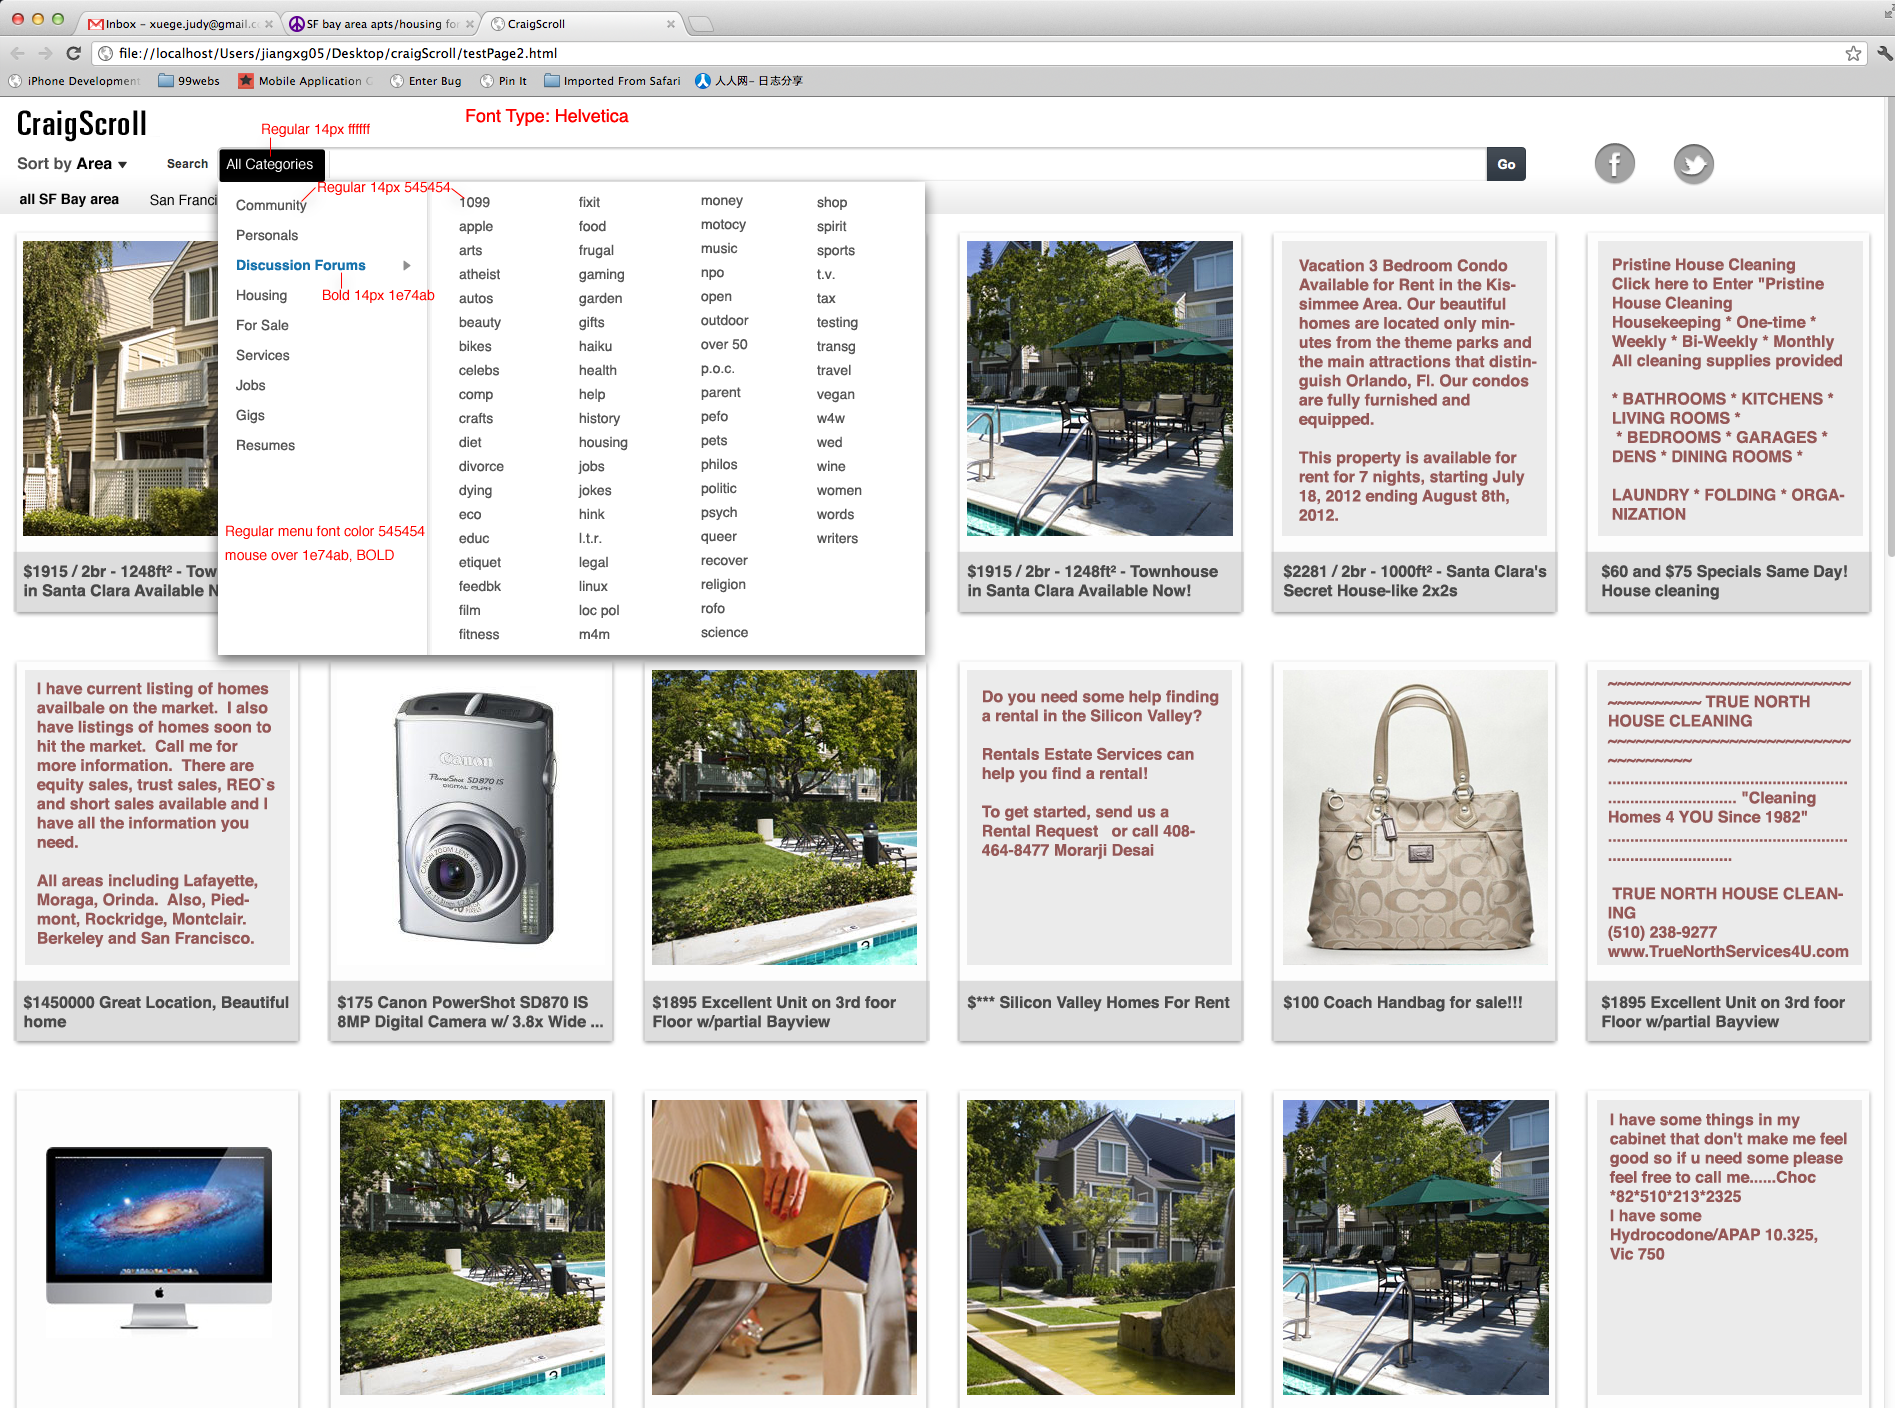 Inbox – xuege.judy@gmail.c
SF bay area apts/housing for
CraigScroll
file://localhost/Users/jiangxg05/Desktop/craigScroll/testPage2.html
iPhone Development
99webs
Mobile Application C
Enter Bug
Pin It
Imported From Safari
人人网- 日志分享
CraigScroll
Font Type: Helvetica
Regular 14px ffffff
Sort by Area
Search
All Categories
Go
all SF Bay area
San Franci
Regular 14px 545454
Community
Personals
Discussion Forums
Bold 14px 1e74ab
Housing
For Sale
Services
Jobs
Gigs
Resumes
Regular menu font color 545454
mouse over 1e74ab, BOLD
1099
apple
arts
atheist
autos
beauty
bikes
celebs
comp
crafts
diet
divorce
dying
eco
educ
etiquet
feedbk
film
fitness
fixit
food
frugal
gaming
garden
gifts
haiku
health
help
history
housing
jobs
jokes
hink
l.t.r.
legal
linux
loc pol
m4m
money
motocy
music
npo
open
outdoor
over 50
p.o.c.
parent
pefo
pets
philos
politic
psych
queer
recover
religion
rofo
science
shop
spirit
sports
t.v.
tax
testing
transg
travel
vegan
w4w
wed
wine
women
words
writers
$1915 / 2br - 1248ft² - Tow
in Santa Clara Available N
$1915 / 2br - 1248ft² - Townhouse
in Santa Clara Available Now!
Vacation 3 Bedroom Condo
Available for Rent in the Kis-
simmee Area. Our beautiful
homes are located only min-
utes from the theme parks and
the main attractions that distin-
guish Orlando, Fl. Our condos
are fully furnished and
equipped.
This property is available for
rent for 7 nights, starting July
18, 2012 ending August 8th,
2012.
$2281 / 2br - 1000ft² - Santa Clara's
Secret House-like 2x2s
Pristine House Cleaning
Click here to Enter "Pristine
House Cleaning
Housekeeping * One-time *
Weekly * Bi-Weekly * Monthly
All cleaning supplies provided
* BATHROOMS * KITCHENS *
LIVING ROOMS *
* BEDROOMS * GARAGES *
DENS * DINING ROOMS *
LAUNDRY * FOLDING * ORGA-
NIZATION
$60 and $75 Specials Same Day!
House cleaning
I have current listing of homes
availbale on the market. I also
have listings of homes soon to
hit the market. Call me for
more information. There are
equity sales, trust sales, REO`s
and short sales available and I
have all the information you
need.
All areas including Lafayette,
Moraga, Orinda. Also, Pied-
mont, Rockridge, Montclair.
Berkeley and San Francisco.
$1450000 Great Location, Beautiful
home
Canon
PowerShot SD870 IS
DIGITAL ELPH
CANON ZOOM LENS
$175 Canon PowerShot SD870 IS
8MP Digital Camera w/ 3.8x Wide ...
3
$1895 Excellent Unit on 3rd foor
Floor w/partial Bayview
Do you need some help finding
a rental in the Silicon Valley?
Rentals Estate Services can
help you find a rental!
To get started, send us a
Rental Request or call 408-
464-8477 Morarji Desai
$*** Silicon Valley Homes For Rent
$100 Coach Handbag for sale!!!
~~~~~~~~~~~~~~~~~~~~~~~~~~
~~~~~~~~~~ TRUE NORTH
HOUSE CLEANING
~~~~~~~~~~~~~~~~~~~~~~~~~~
~~~~~~~~~
........................................................
.............................. "Cleaning
Homes 4 YOU Since 1982"
........................................................
.............................
TRUE NORTH HOUSE CLEAN-
ING
(510) 238-9277
www.TrueNorthServices4U.com
$1895 Excellent Unit on 3rd foor
Floor w/partial Bayview
3
I have some things in my
cabinet that don't make me feel
good so if u need some please
feel free to call me......Choc
*82*510*213*2325
I have some
Hydrocodone/APAP 10.325,
Vic 750